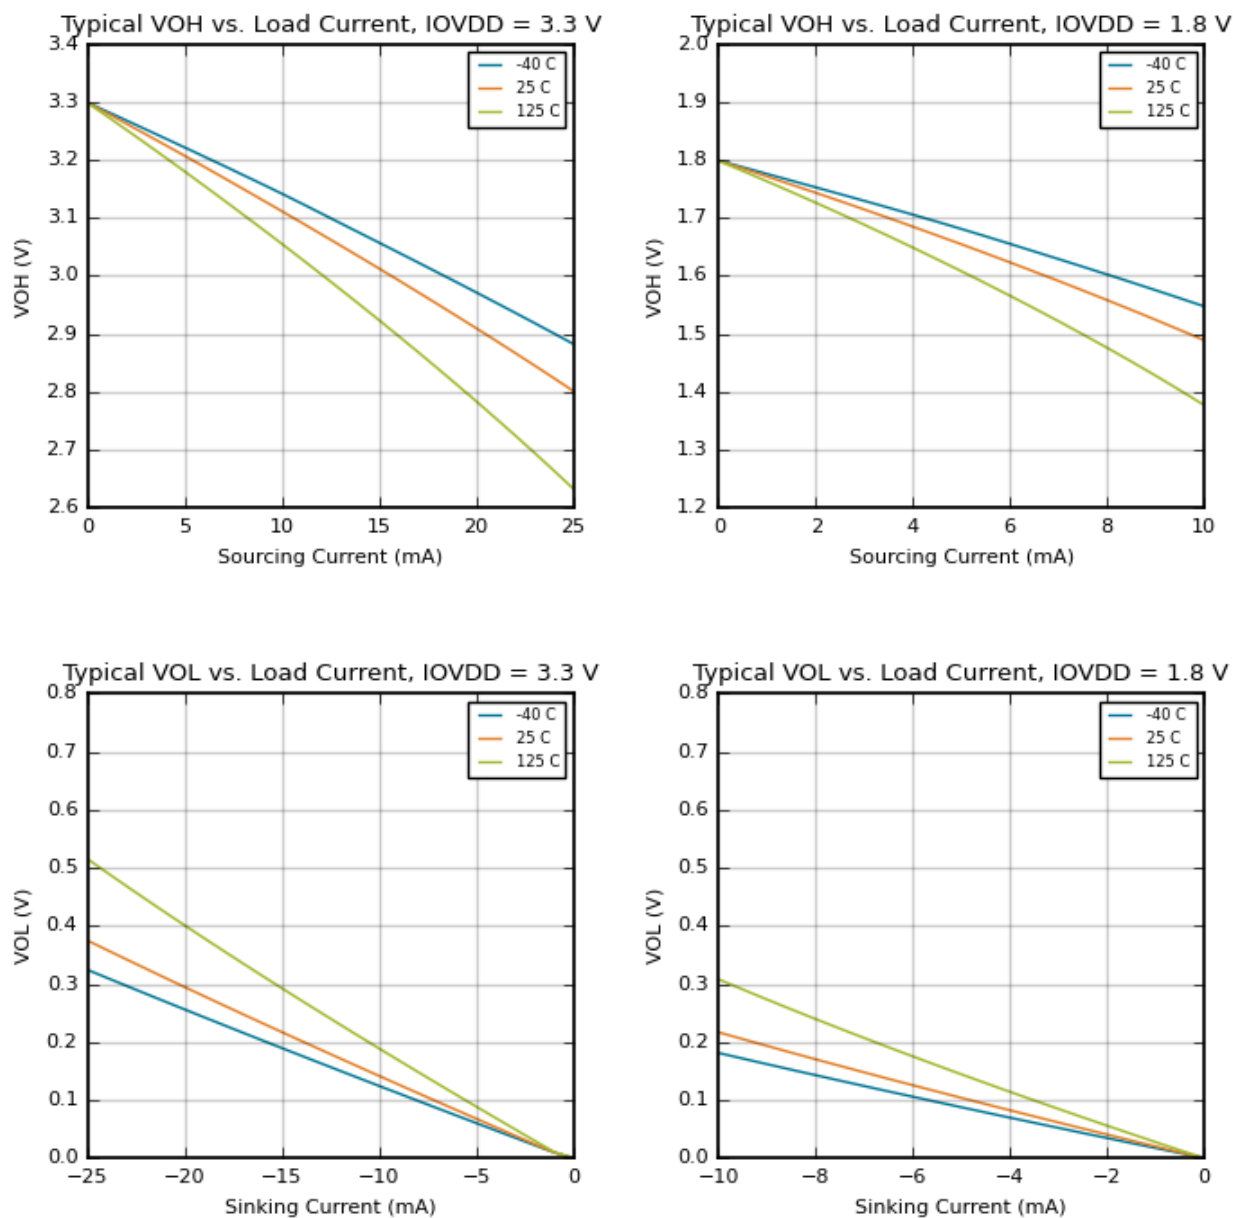 Typical VOH vs. Load Current, IOVDD = 3.3 V
3.4
3.3
3.2
3.1
3.0
2.9
2.8
2.7
2.6
VOH (V)
-40 C
25 C
125 C
0 5 10 15 20 25
Sourcing Current (mA)
Typical VOH vs. Load Current, IOVDD = 1.8 V
2.0
1.9
1.8
1.7
1.6
1.5
1.4
1.3
1.2
VOH (V)
-40 C
25 C
125 C
0 2 4 6 8 10
Sourcing Current (mA)
Typical VOL vs. Load Current, IOVDD = 3.3 V
0.8
0.7
0.6
0.5
0.4
0.3
0.2
0.1
0.0
VOL (V)
-40 C
25 C
125 C
−25 −20 −15 −10 −5 0
Sinking Current (mA)
Typical VOL vs. Load Current, IOVDD = 1.8 V
0.8
0.7
0.6
0.5
0.4
0.3
0.2
0.1
0.0
VOL (V)
-40 C
25 C
125 C
−10 −8 −6 −4 −2 0
Sinking Current (mA)